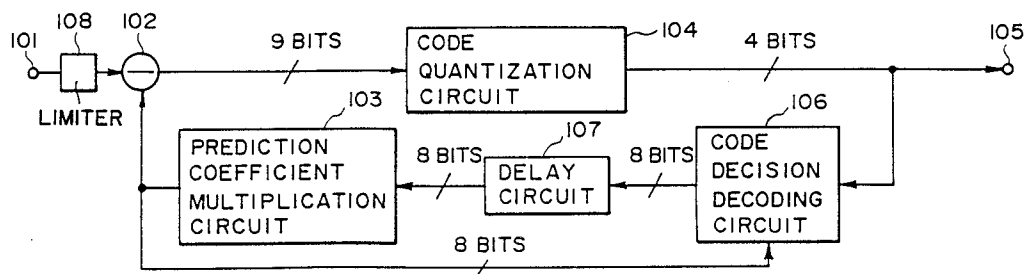 108
102
101
LIMITER
9 BITS
CODE
QUANTIZATION
CIRCUIT
104
4 BITS
105
103
PREDICTION
COEFFICIENT
MULTIPLICATION
CIRCUIT
8 BITS
107
DELAY
CIRCUIT
8 BITS
106
CODE
DECISION
DECODING
CIRCUIT
8 BITS